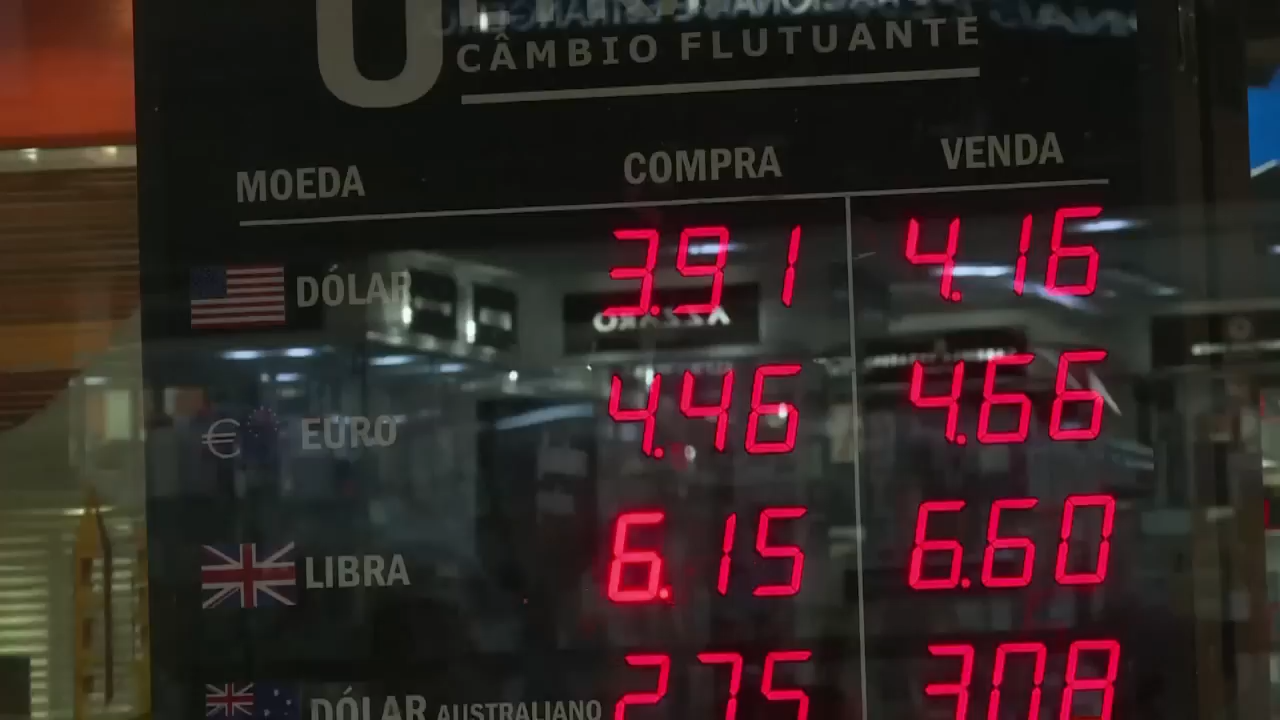 CÂMBIO FLUTUANTE
MOEDA COMPRA VENDA
DÓLAR 3.91 4.16
€ EURO 4.46 4.66
LIBRA 6.15 6.60
DÓLAR AUSTRALIANO 2.75 3.08